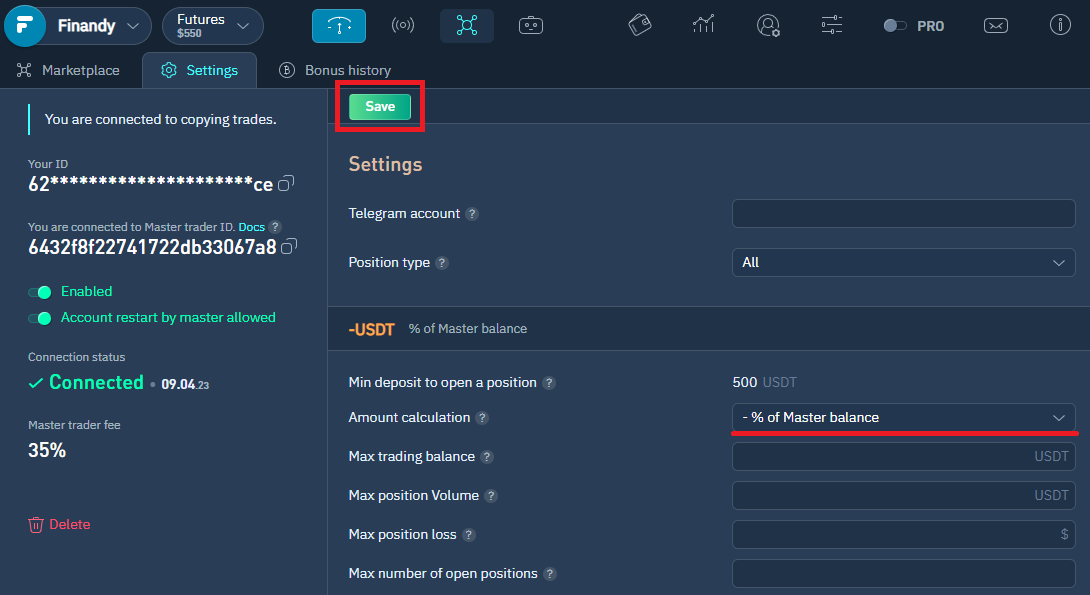 Finandy
Futures
$550
PRO
Marketplace
Settings
Bonus history
You are connected to copying trades.
Your ID
62*********************ce
You are connected to Master trader ID. Docs ?
6432f8f22741722db33067a8
Enabled
Account restart by master allowed
Connection status
Connected • 09.04.23
Master trader fee
35%
Delete
Save
Settings
Telegram account ?
Position type ? All
-USDT % of Master balance
Min deposit to open a position ? 500 USDT
Amount calculation ? - % of Master balance
Max trading balance ? USDT
Max position Volume ? USDT
Max position loss ? $
Max number of open positions ?